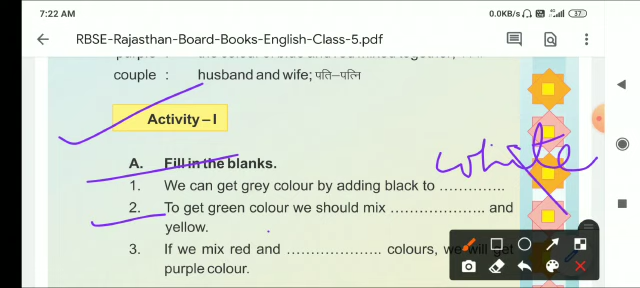 7:22 AM 0.0KB/s 37
RBSE-Rajasthan-Board-Books-English-Class-5.pdf
couple : husband and wife; पति-पत्नि
Activity–I
A. Fill in the blanks.
white
1. We can get grey colour by adding black to ...............
2. To get green colour we should mix ..................... and
yellow.
3. If we mix red and .................... colours, we will get
purple colour.